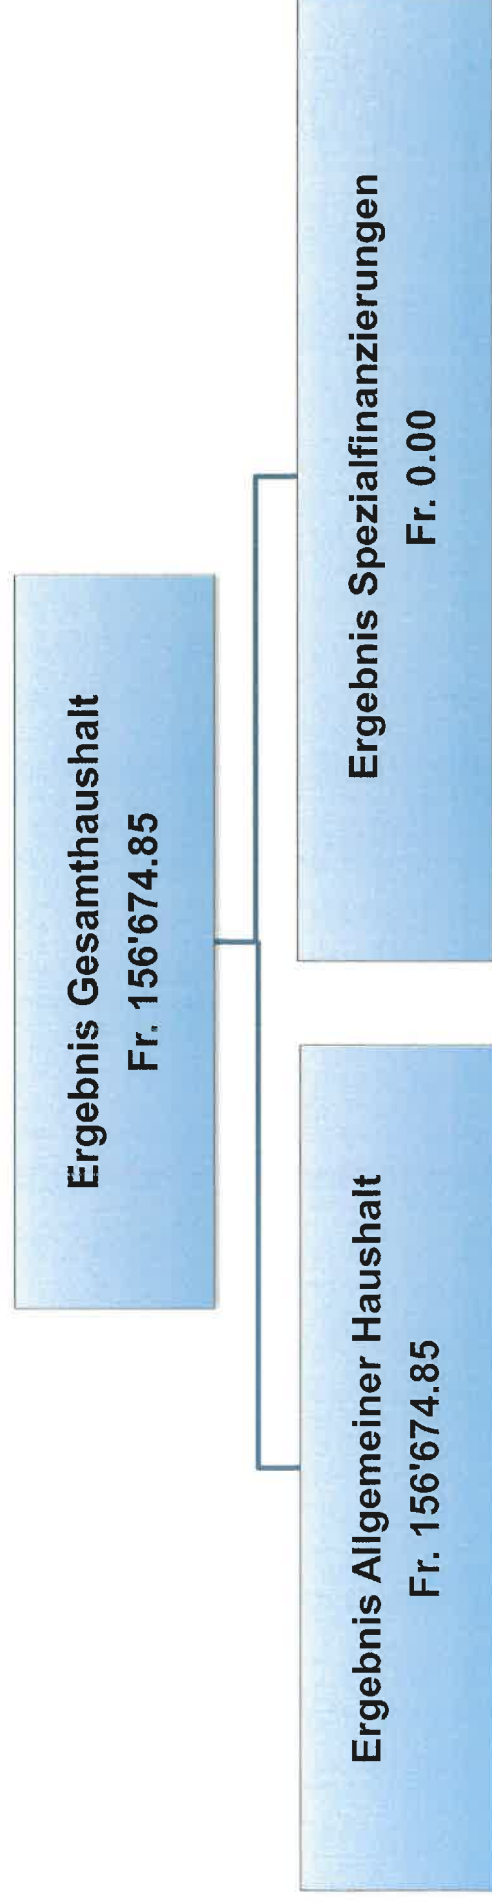 Ergebnis Gesamthaushalt
Fr. 156'674.85
Ergebnis Allgemeiner Haushalt
Fr. 156'674.85
Ergebnis Spezialfinanzierungen
Fr. 0.00